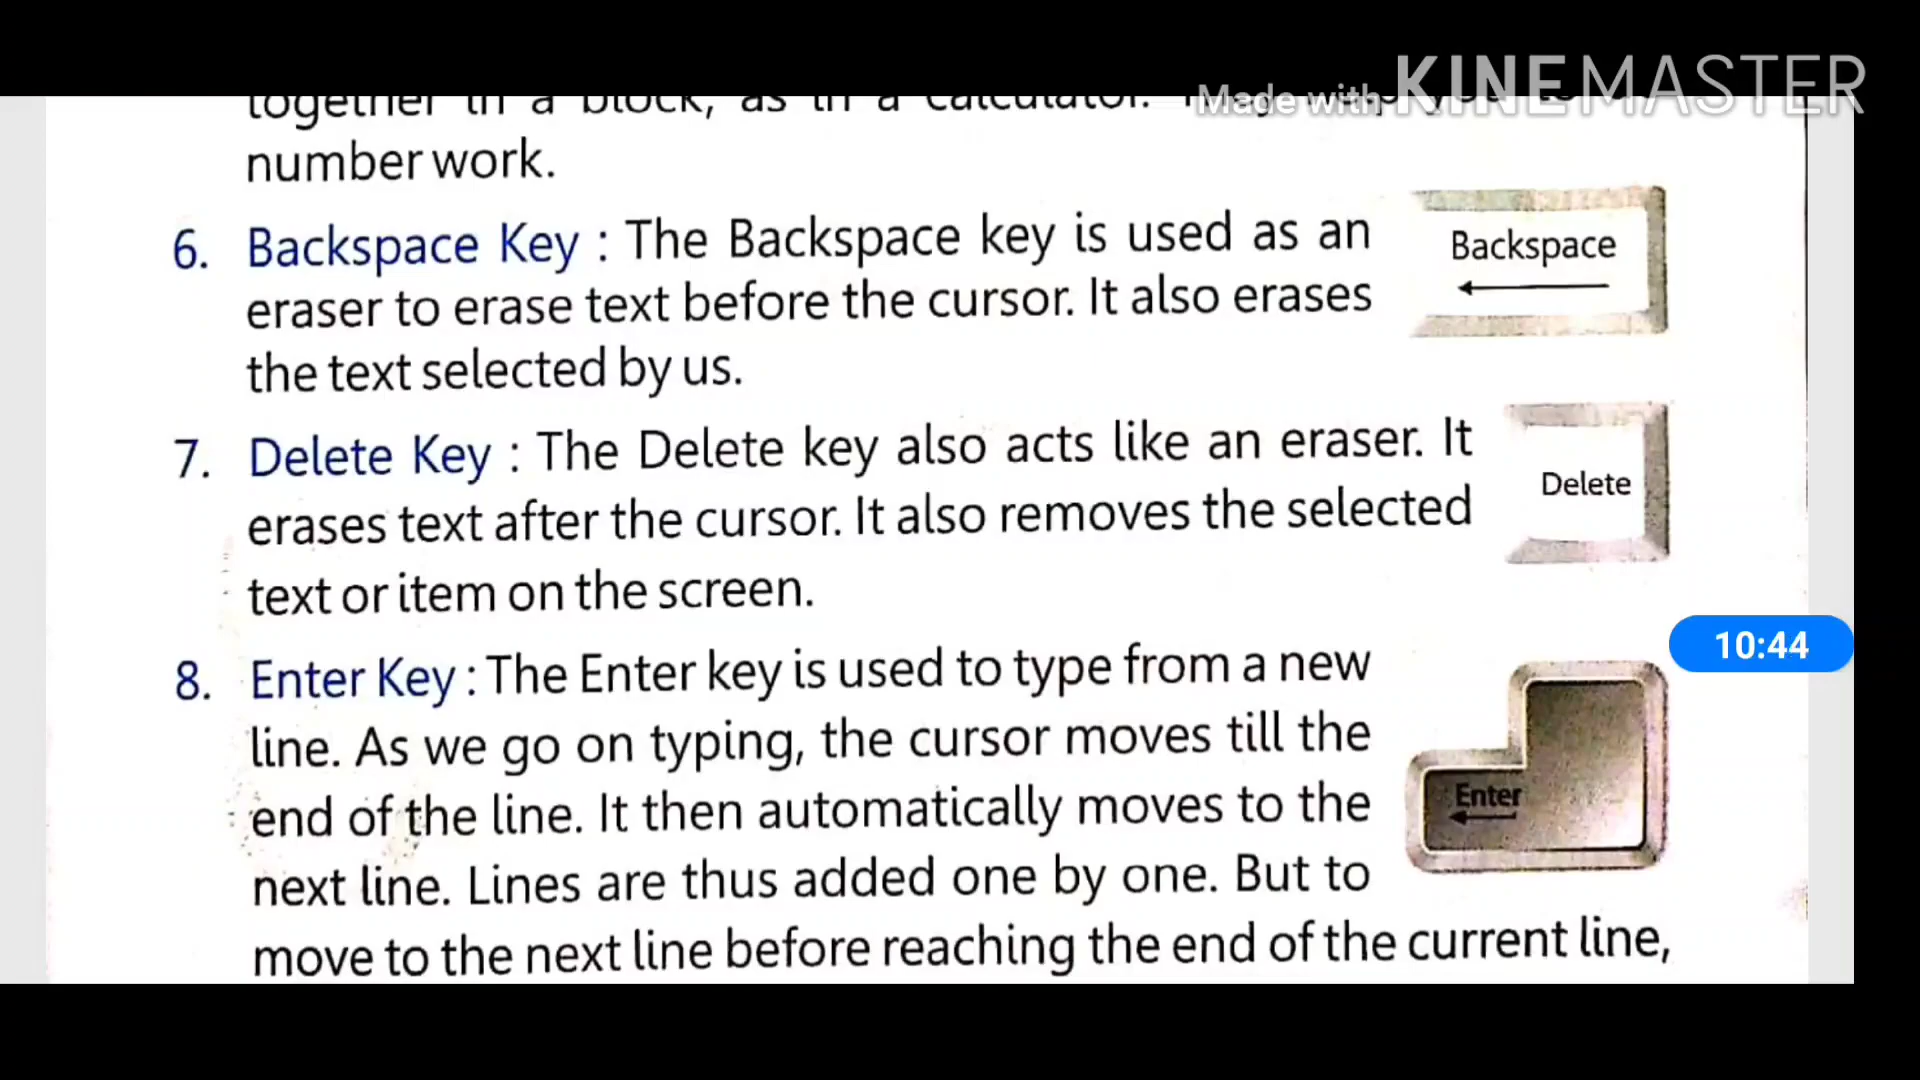 Made with KINEMASTER
together in a block, as in a calculator.
number work.
6. Backspace Key : The Backspace key is used as an
eraser to erase text before the cursor. It also erases
the text selected by us.
Backspace
7. Delete Key : The Delete key also acts like an eraser. It
erases text after the cursor. It also removes the selected
text or item on the screen.
Delete
10:44
8. Enter Key : The Enter key is used to type from a new
line. As we go on typing, the cursor moves till the
end of the line. It then automatically moves to the
next line. Lines are thus added one by one. But to
move to the next line before reaching the end of the current line,
Enter